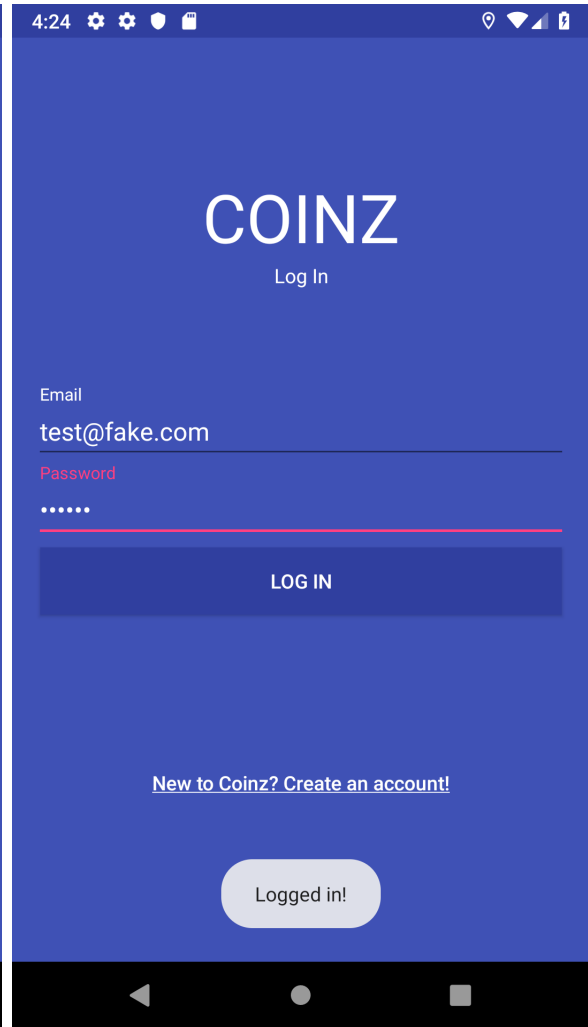 4:24
COINZ
Log In
Email
test@fake.com
Password
••••••
LOG IN
New to Coinz? Create an account!
Logged in!